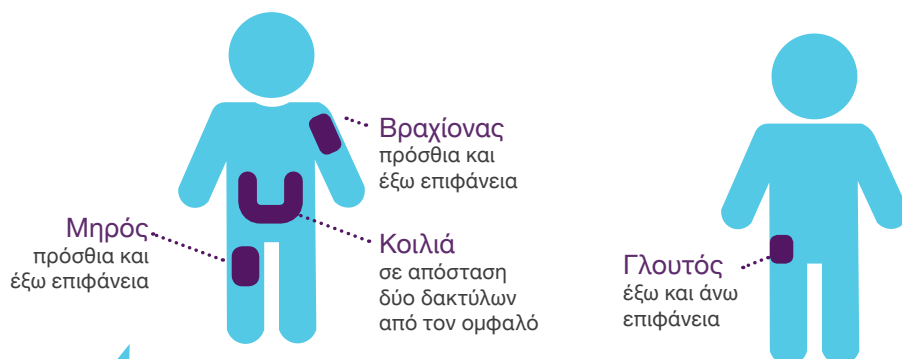 Βραχίονας
πρόσθια και
έξω επιφάνεια
Μηρός
πρόσθια και
έξω επιφάνεια
Κοιλιά
σε απόσταση
δύο δακτύλων
από τον ομφαλό
Γλουτός
έξω και άνω
επιφάνεια